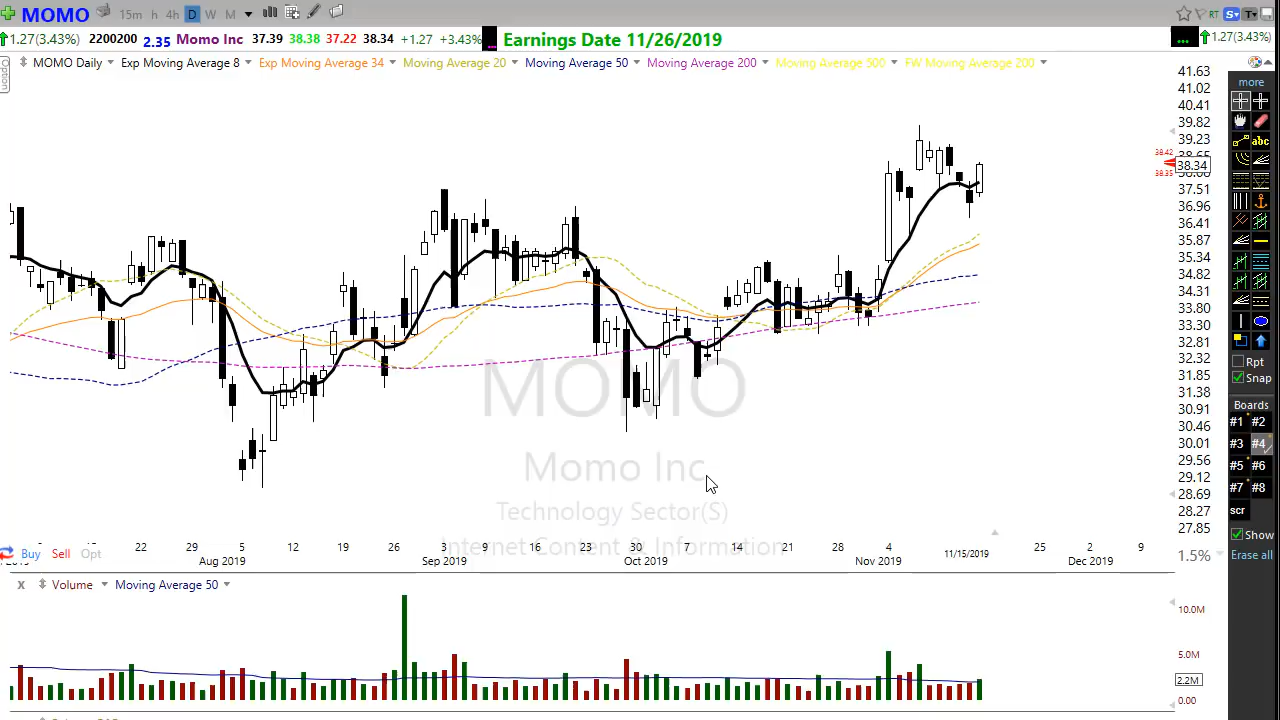 MOMO 15m h 4h D W M RT S T
1.27(3.43%) 2200200 2.35 Momo Inc 37.39 38.38 37.22 38.34 +1.27 +3.43% ... Earnings Date 11/26/2019 ... 1.27(3.43%)
Option
MOMO Daily Exp Moving Average 8 Exp Moving Average 34 Moving Average 20 Moving Average 50 Moving Average 200 Moving Average 500 FW Moving Average 200
more
abc
41.63
41.02
40.41
39.82
39.23
38.42
38.34
38.35
37.51
36.96
36.41
35.87
35.34
34.82
34.31
33.80
33.30
32.81
32.32
31.85
31.38
30.91
30.46
30.01
29.56
29.12
28.69
28.27
27.85
Rpt
Snap
Boards
#1 #2
#3 #4
#5 #6
#7 #8
scr
Show
Erase all
MOMO
Momo Inc
Technology Sector(S)
Internet Content & Information
22 29 5 12 19 26 3 9 16 23 30 7 14 21 28 4 11/15/2019 25 2 9
Buy Sell Opt
Aug 2019 Sep 2019 Oct 2019 Nov 2019 Dec 2019
1.5%
x Volume Moving Average 50
10.0M
5.0M
2.2M
0.00